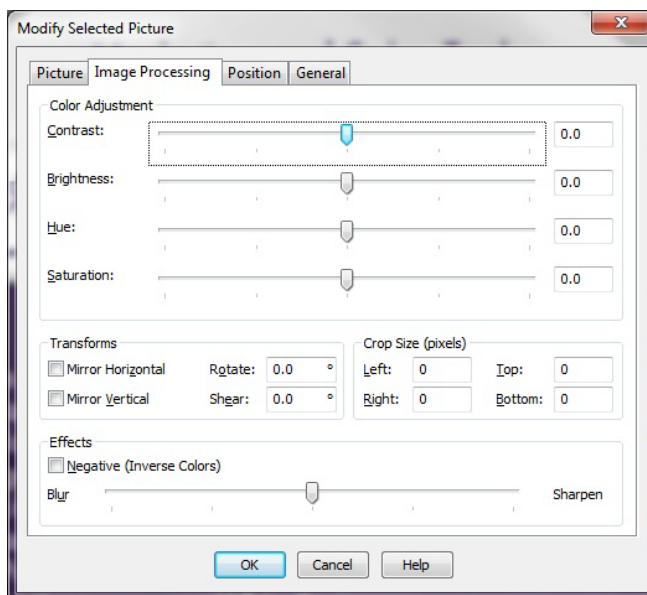 Modify Selected Picture
Picture Image Processing Position General
Color Adjustment
Contrast: 0.0
Brightness: 0.0
Hue: 0.0
Saturation: 0.0
Transforms
Mirror Horizontal Rotate: 0.0 °
Mirror Vertical Shear: 0.0 °
Crop Size (pixels)
Left: 0 Top: 0
Right: 0 Bottom: 0
Effects
Negative (Inverse Colors)
Blur Sharpen
OK Cancel Help